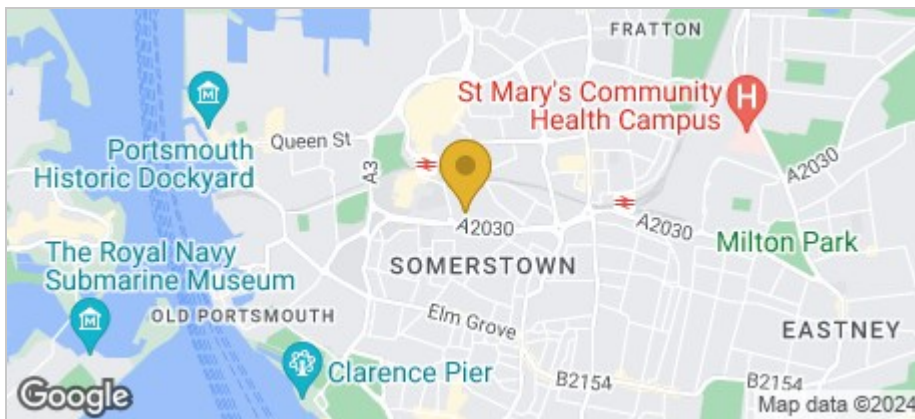 FRATTON
St Mary's Community
Health Campus
H
Queen St
A3
A2030
Portsmouth
Historic Dockyard
A2030
A2030
Milton Park
The Royal Navy
Submarine Museum
SOMERSTOWN
OLD PORTSMOUTH
Elm Grove
EASTNEY
Clarence Pier
B2154
B2154
Google
Map data ©2024